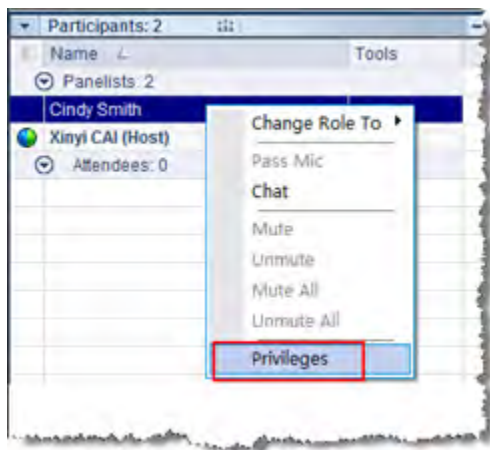 Participants: 2
Name Tools
Panelists: 2
Cindy Smith
Xinyi CAI (Host)
Attendees: 0
Change Role To
Pass Mic
Chat
Mute
Unmute
Mute All
Unmute All
Privileges